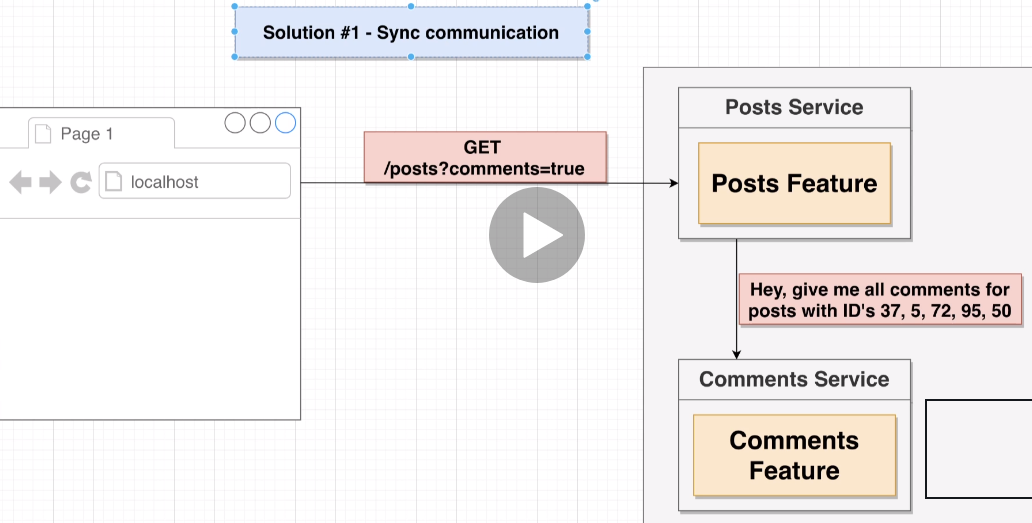 Solution #1 - Sync communication
Page 1
localhost
GET
/posts?comments=true
Posts Service
Posts Feature
Hey, give me all comments for
posts with ID's 37, 5, 72, 95, 50
Comments Service
Comments
Feature